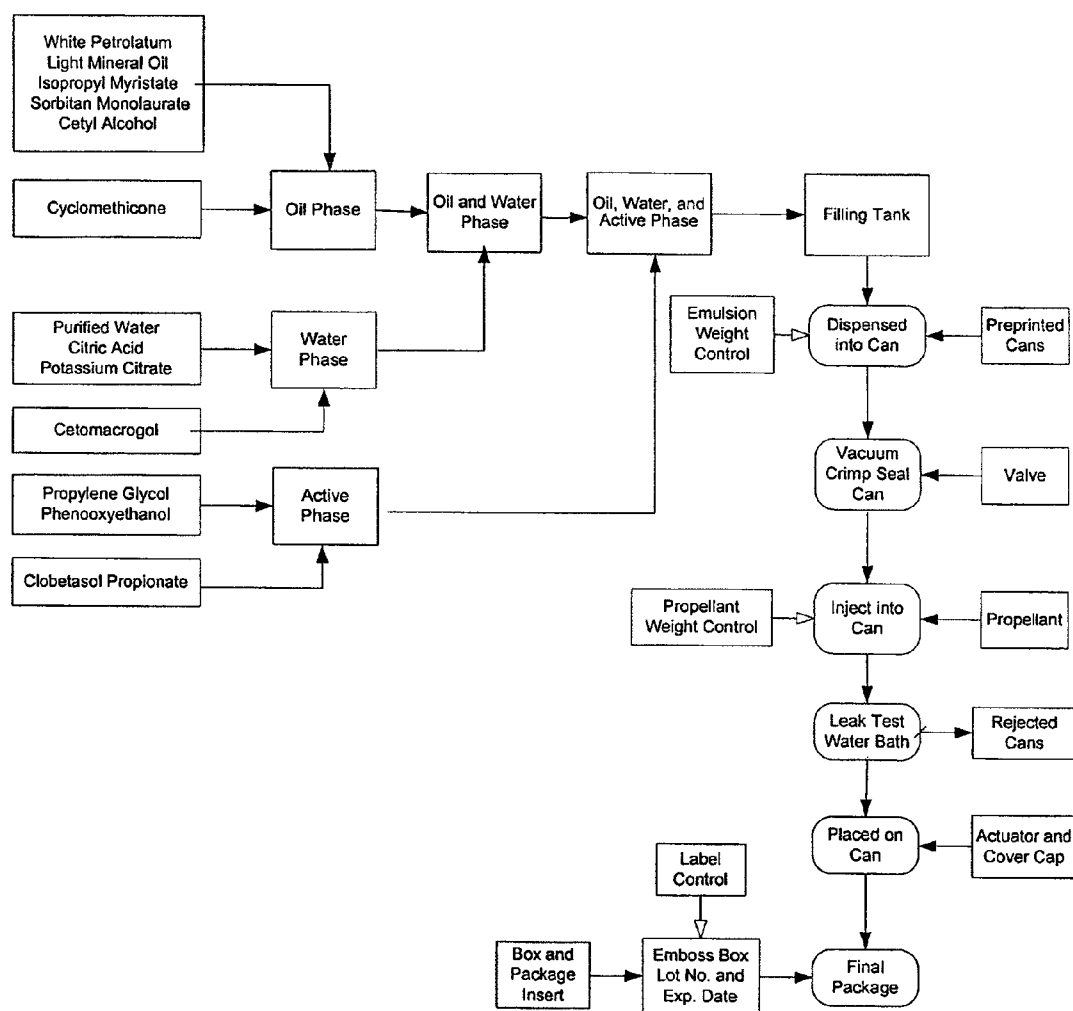 White Petrolatum
Light Mineral Oil
Isopropyl Myristate
Sorbitan Monolaurate
Cetyl Alcohol
Cyclomethicone
Oil Phase
Oil and Water
Phase
Oil, Water, and
Active Phase
Filling Tank
Purified Water
Citric Acid
Potassium Citrate
Water
Phase
Cetomacrogol
Propylene Glycol
Phenooxyethanol
Active
Phase
Clobetasol Propionate
Emulsion
Weight
Control
Dispensed
into Can
Preprinted
Cans
Vacuum
Crimp Seal
Can
Valve
Propellant
Weight Control
Inject into
Can
Propellant
Leak Test
Water Bath
Rejected
Cans
Placed on
Can
Actuator and
Cover Cap
Label
Control
Box and
Package
Insert
Emboss Box
Lot No. and
Exp. Date
Final
Package